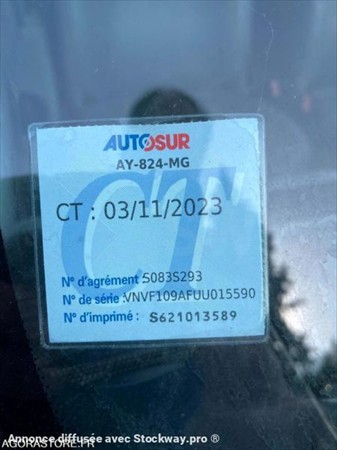 AUTOSUR
AY-824-MG
CT
CT : 03/11/2023
N° d'agrément : S083S293
N° de série : VNVF109AFUU015590
N° d'imprimé : S621013589
Annonce diffusée avec Stockway.pro ®
AGORASTORE.FR